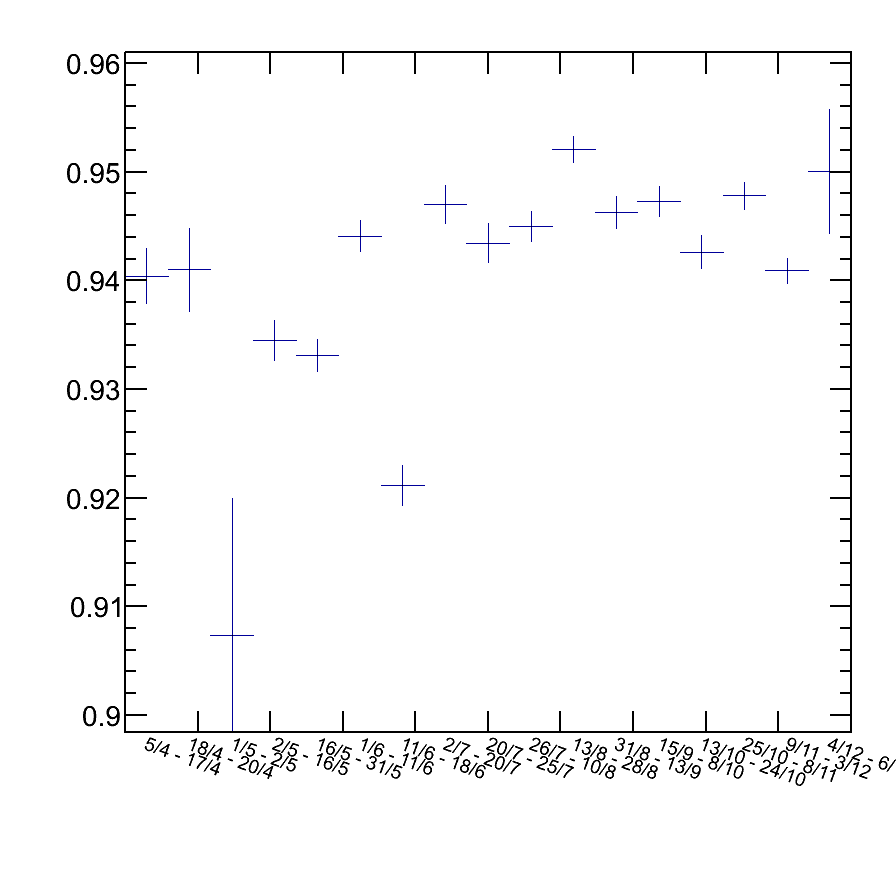 0.96
0.95
0.94
0.93
0.92
0.91
0.9
5/4 - 17/4
18/4 - 20/4
1/5 - 2/5
2/5 - 16/5
16/5 - 31/5
1/6 - 11/6
11/6 - 18/6
2/7 - 20/7
20/7 - 25/7
26/7 - 10/8
13/8 - 28/8
31/8 - 13/9
15/9 - 8/10
13/10 - 24/10
25/10 - 8/11
9/11 - 3/12
4/12 - 6/